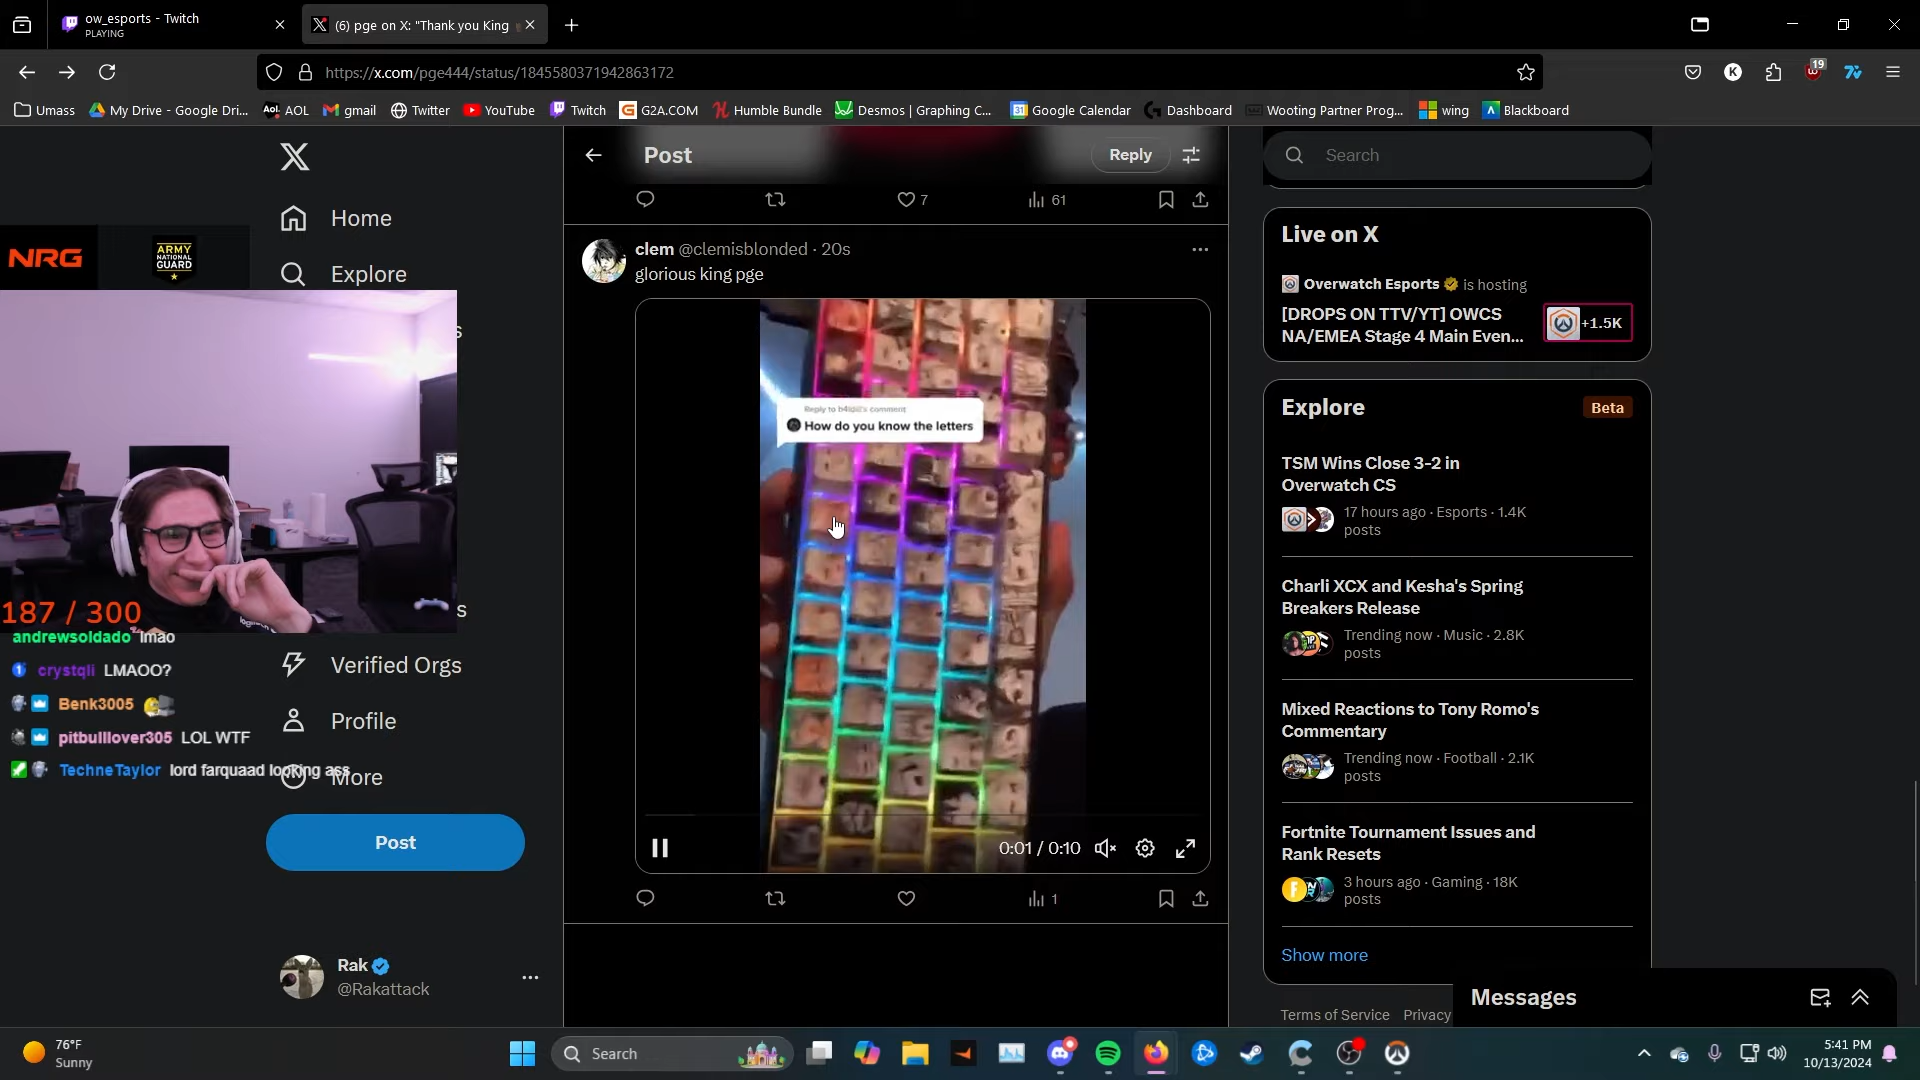 ow_esports - Twitch
PLAYING
(6) pge on X: "Thank you King
https://x.com/pge444/status/1845580371942863172
K
19
Umass
My Drive - Google Dri...
Aol.
AOL
gmail
Twitter
YouTube
Twitch
G2A.COM
Humble Bundle
Desmos | Graphing C...
31
Google Calendar
Dashboard
Wooting Partner Prog...
wing
Blackboard
Post
Reply
Search
7
61
Home
Explore
NRG
ARMY
NATIONAL
GUARD
187 / 300
andrewsoldado lmao
crystqli LMAOO?
Benk3005
pitbulllover305 LOL WTF
TechneTaylor lord farquaad looking ass
Verified Orgs
Profile
More
Post
Rak
@Rakattack
clem @clemisblonded · 20s
glorious king pge
How do you know the letters
0:01 / 0:10
1
Live on X
Overwatch Esports is hosting
[DROPS ON TTV/YT] OWCS
NA/EMEA Stage 4 Main Even...
+1.5K
Explore
Beta
TSM Wins Close 3-2 in
Overwatch CS
17 hours ago · Esports · 1.4K
posts
Charli XCX and Kesha's Spring
Breakers Release
Trending now · Music · 2.8K
posts
Mixed Reactions to Tony Romo's
Commentary
Trending now · Football · 2.1K
posts
Fortnite Tournament Issues and
Rank Resets
3 hours ago · Gaming · 18K
posts
Show more
Terms of Service
Privacy
Messages
76°F
Sunny
Search
5:41 PM
10/13/2024